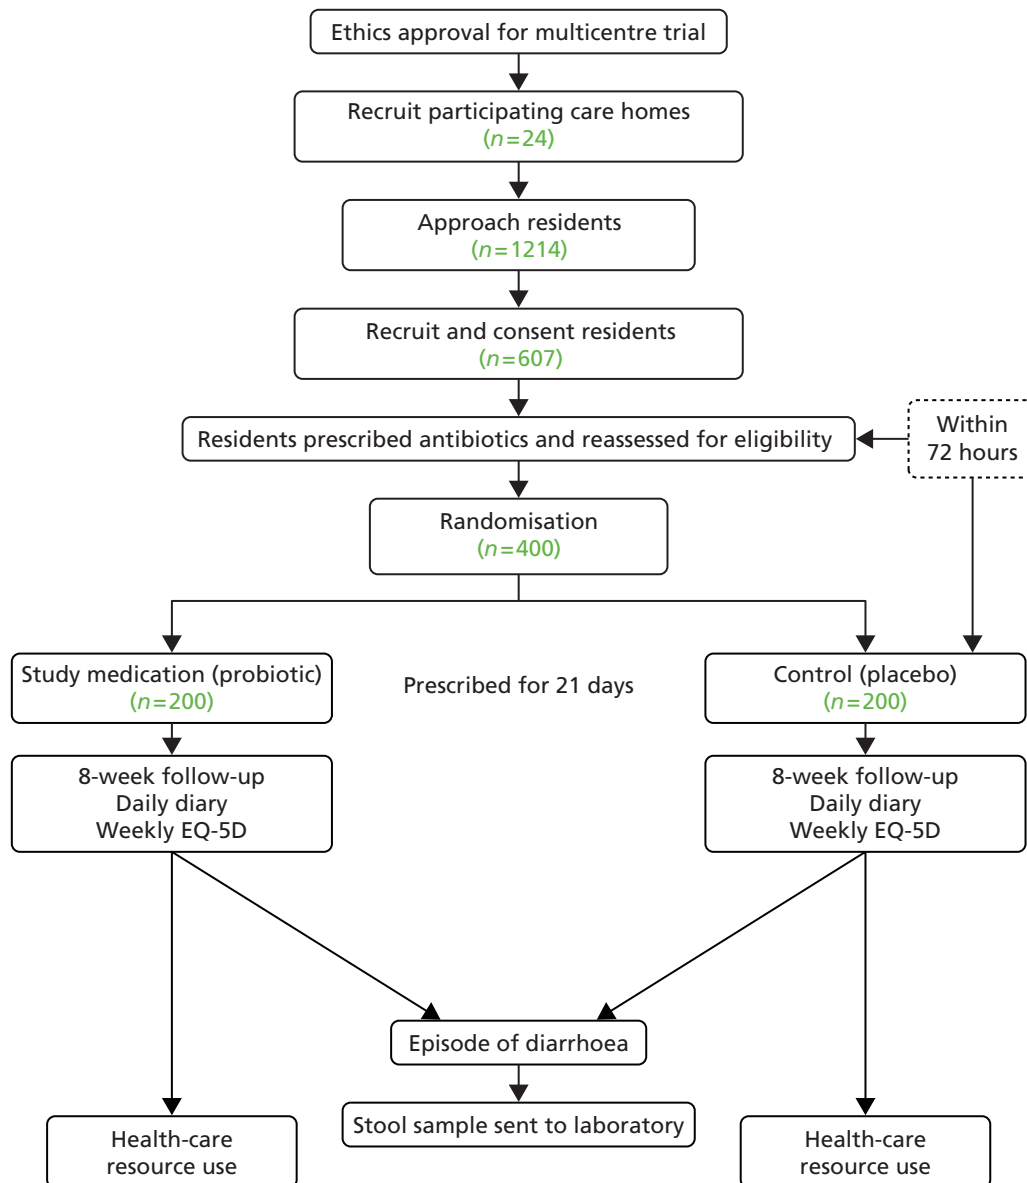 Ethics approval for multicentre trial
Recruit participating care homes
(n=24)
Approach residents
(n=1214)
Recruit and consent residents
(n=607)
Residents prescribed antibiotics and reassessed for eligibility
Within
72 hours
Randomisation
(n=400)
Study medication (probiotic)
(n=200)
Prescribed for 21 days
Control (placebo)
(n=200)
8-week follow-up
Daily diary
Weekly EQ-5D
8-week follow-up
Daily diary
Weekly EQ-5D
Episode of diarrhoea
Stool sample sent to laboratory
Health-care
resource use
Health-care
resource use